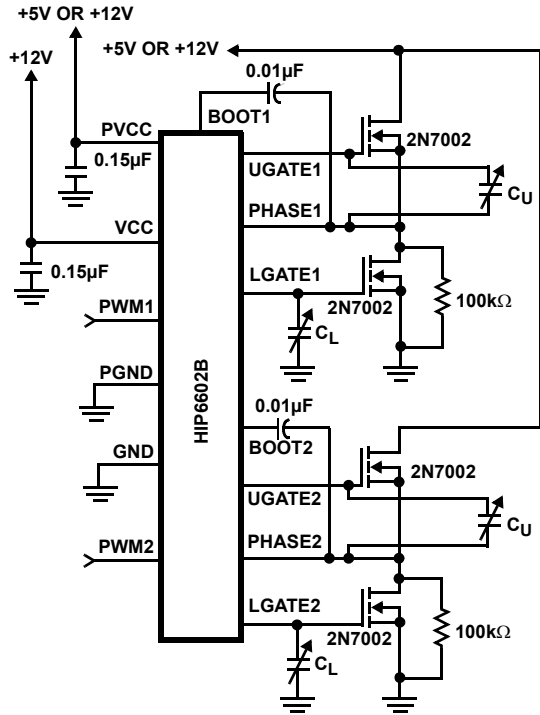 +5V OR +12V
+12V
+5V OR +12V
0.01µF
BOOT1
PVCC
2N7002
0.15µF
UGATE1
CU
PHASE1
VCC
0.15µF
LGATE1
2N7002
100kΩ
PWM1
CL
PGND
HIP6602B
0.01µF
BOOT2
GND
2N7002
UGATE2
CU
PHASE2
PWM2
LGATE2
2N7002
100kΩ
CL